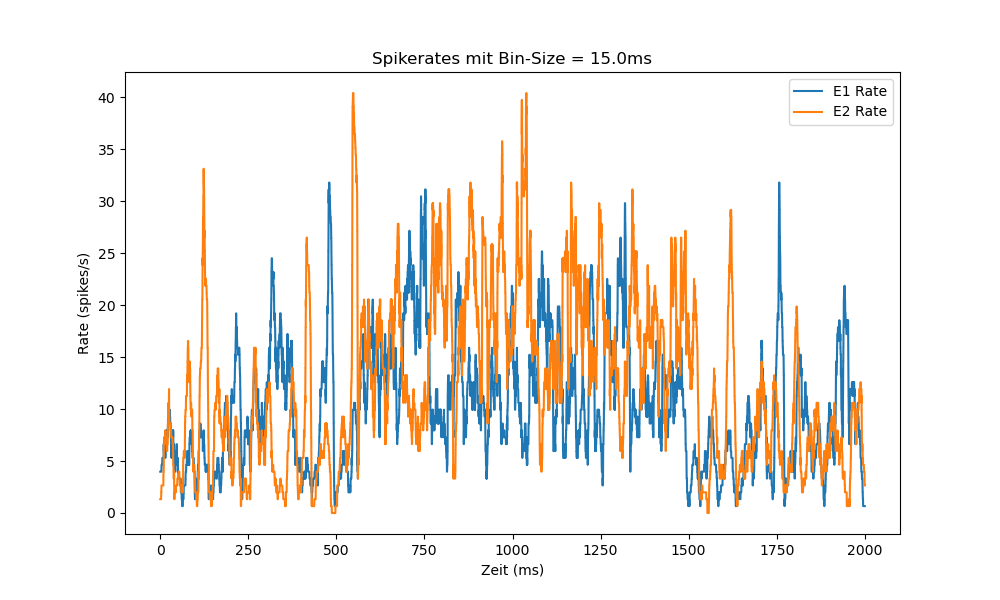 Spikerates mit Bin-Size = 15.0ms
E1 Rate
E2 Rate
40
35
30
25
20
15
10
5
0
Rate (spikes/s)
0 250 500 750 1000 1250 1500 1750 2000
Zeit (ms)